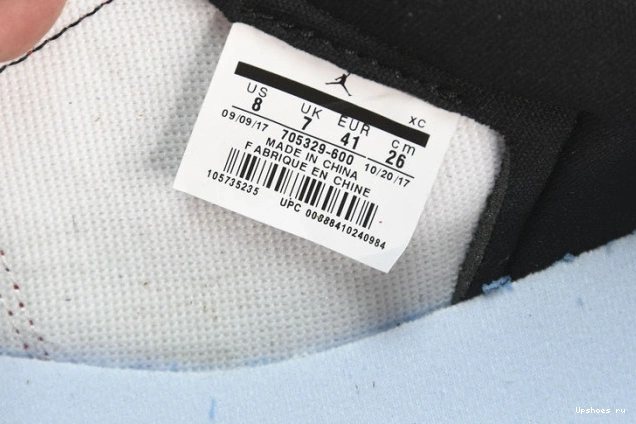 XC
US UK EUR cm
8 7 41 26
09/09/17 705329-600 10/20/17
MADE IN CHINA
FABRIQUE EN CHINE
105735235 UPC 00088410240984
Upshoes ru